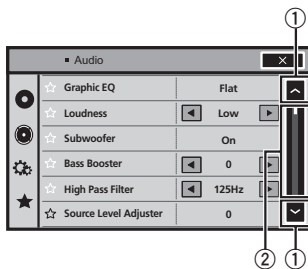 ①
■ Audio ×
☆ Graphic EQ Flat
☆ Loudness ◀ Low ▶
☆ Subwoofer On
☆ Bass Booster ◀ 0 ▶
☆ High Pass Filter ◀ 125Hz ▶
☆ Source Level Adjuster 0
② ①